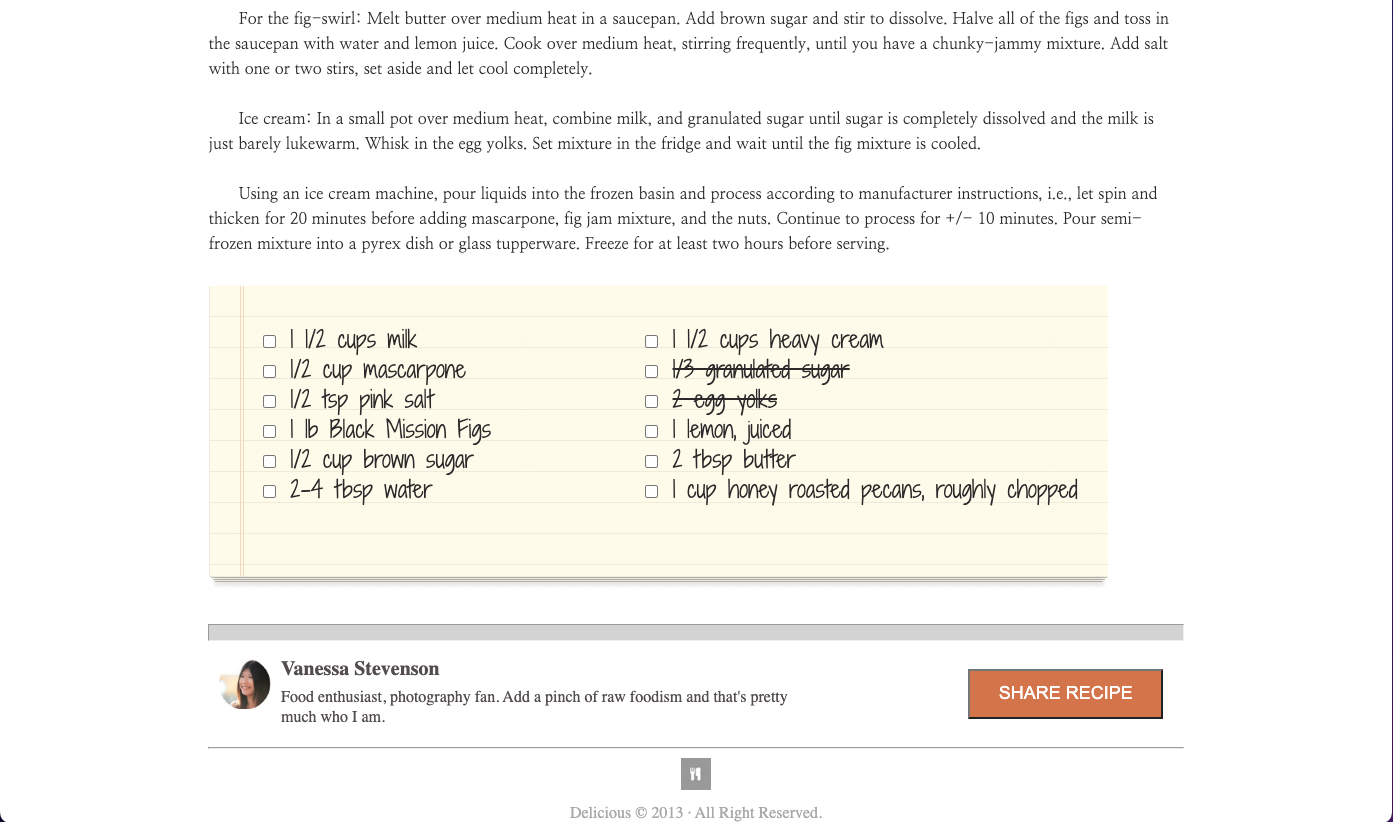 For the fig-swirl: Melt butter over medium heat in a saucepan. Add brown sugar and stir to dissolve. Halve all of the figs and toss in
the saucepan with water and lemon juice. Cook over medium heat, stirring frequently, until you have a chunky-jammy mixture. Add salt
with one or two stirs, set aside and let cool completely.
Ice cream: In a small pot over medium heat, combine milk, and granulated sugar until sugar is completely dissolved and the milk is
just barely lukewarm. Whisk in the egg yolks. Set mixture in the fridge and wait until the fig mixture is cooled.
Using an ice cream machine, pour liquids into the frozen basin and process according to manufacturer instructions, i.e., let spin and
thicken for 20 minutes before adding mascarpone, fig jam mixture, and the nuts. Continue to process for +/- 10 minutes. Pour semi-
frozen mixture into a pyrex dish or glass tupperware. Freeze for at least two hours before serving.
1 1/2 cups milk
1/2 cup mascarpone
1/2 tsp pink salt
1 lb Black Mission Figs
1/2 cup brown sugar
2-4 tbsp water
1 1/2 cups heavy cream
1/3 granulated sugar
2 egg yolks
1 lemon, juiced
2 tbsp butter
1 cup honey roasted pecans, roughly chopped
Vanessa Stevenson
Food enthusiast, photography fan. Add a pinch of raw foodism and that's pretty
much who I am.
SHARE RECIPE
Delicious © 2013 · All Right Reserved.